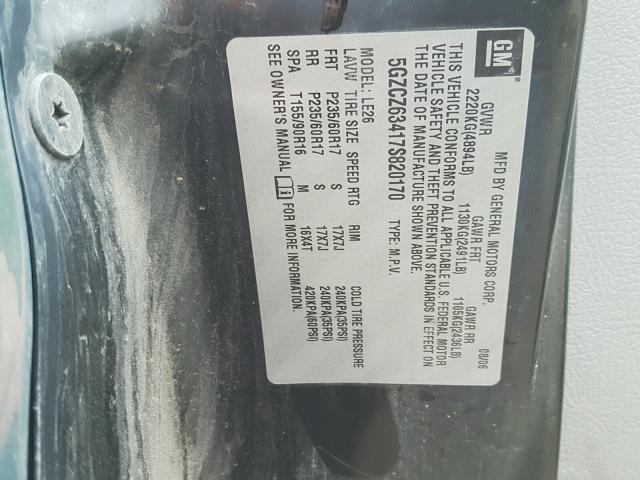 GM
MFD BY GENERAL MOTORS CORP. 08/06
GVWR GAWR FRT GAWR RR
2220KG(4894LB) 1130KG(2491LB) 1105KG(2436LB)
THIS VEHICLE CONFORMS TO ALL APPLICABLE U.S. FEDERAL MOTOR
VEHICLE SAFETY AND THEFT PREVENTION STANDARDS IN EFFECT ON
THE DATE OF MANUFACTURE SHOWN ABOVE.
5GZCZ63417S820170 TYPE: M.P.V.
MODEL: LE26
LAVW TIRE SIZE SPEED RTG RIM COLD TIRE PRESSURE
FRT P235/60R17 S 17X7J 240KPA(35PSI)
RR P235/60R17 S 17X7J 240KPA(35PSI)
SPA T155/90R16 M 16X4T 420KPA(60PSI)
SEE OWNER'S MANUAL FOR MORE INFORMATION.